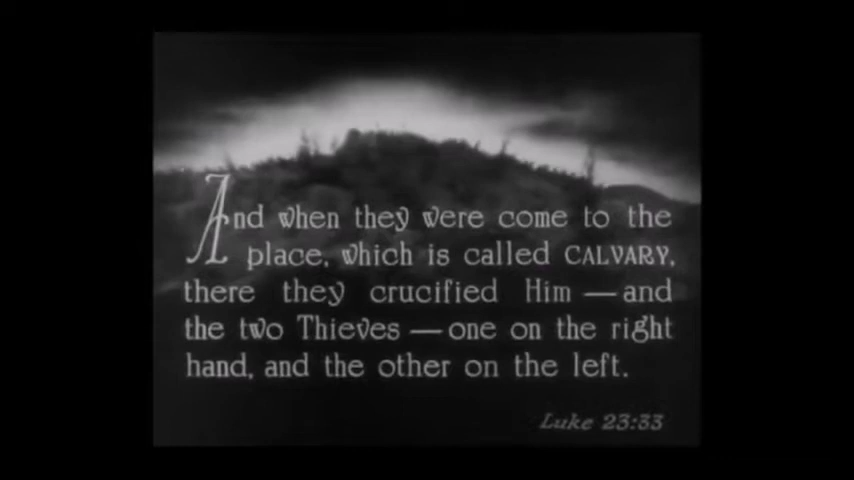 And when they were come to the
place, which is called CALVARY,
there they crucified Him — and
the two Thieves — one on the right
hand, and the other on the left.
Luke 23:33